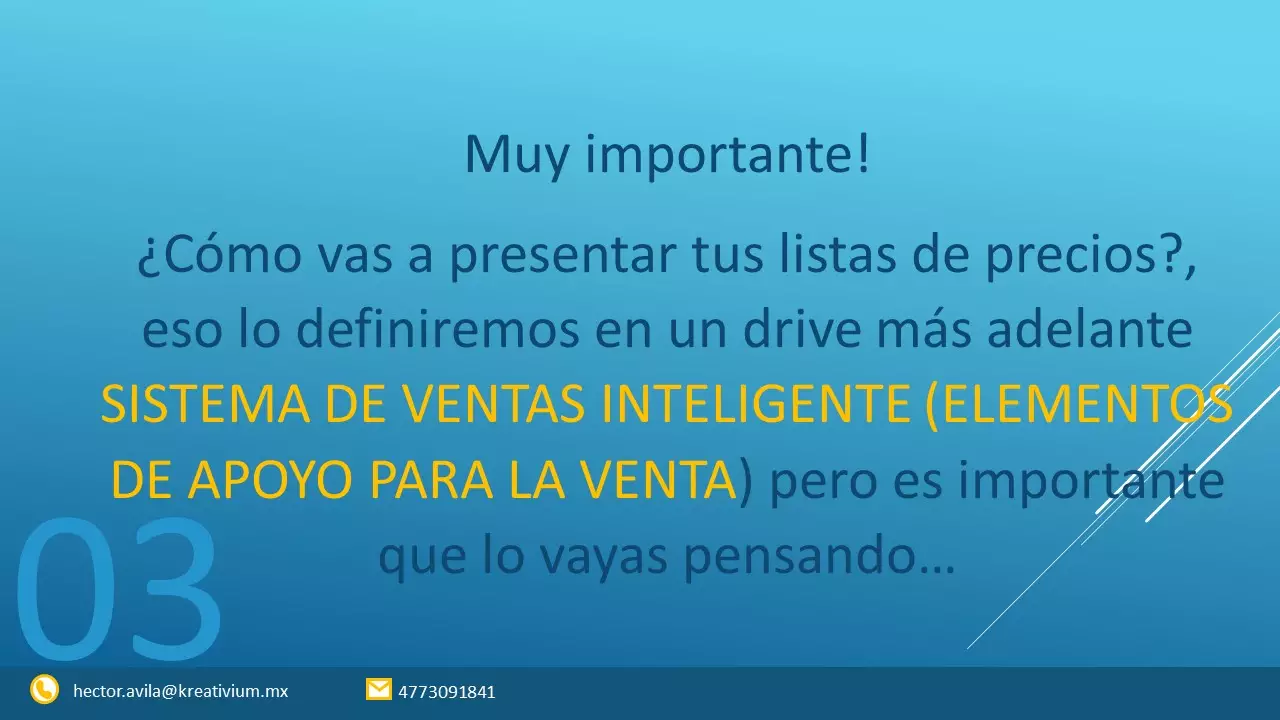 Muy importante!
¿Cómo vas a presentar tus listas de precios?,
eso lo definiremos en un drive más adelante
SISTEMA DE VENTAS INTELIGENTE (ELEMENTOS
DE APOYO PARA LA VENTA) pero es importante
que lo vayas pensando…
03
hector.avila@kreativium.mx
4773091841